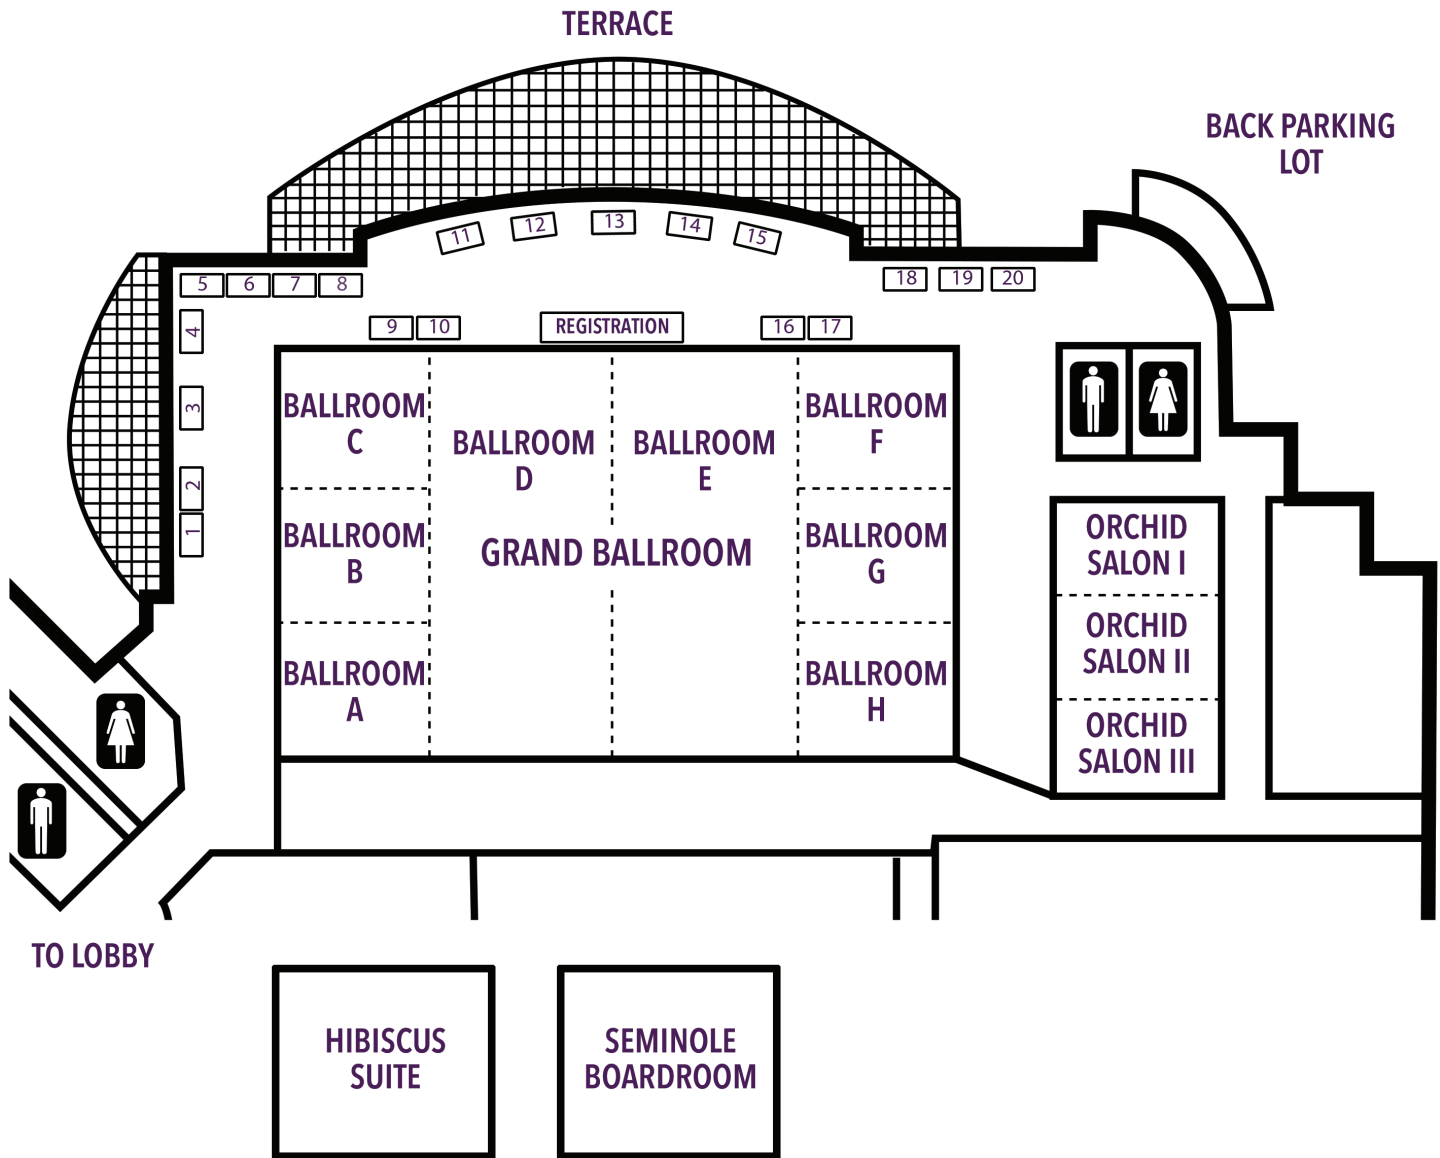 TERRACE
BACK PARKING
LOT
11
12
13
14
15
5
6
7
8
18
19
20
4
9
10
REGISTRATION
16
17
3
2
1
BALLROOM
C
BALLROOM
D
BALLROOM
E
BALLROOM
F
BALLROOM
B
GRAND BALLROOM
BALLROOM
G
BALLROOM
A
BALLROOM
H
ORCHID
SALON I
ORCHID
SALON II
ORCHID
SALON III
TO LOBBY
HIBISCUS
SUITE
SEMINOLE
BOARDROOM